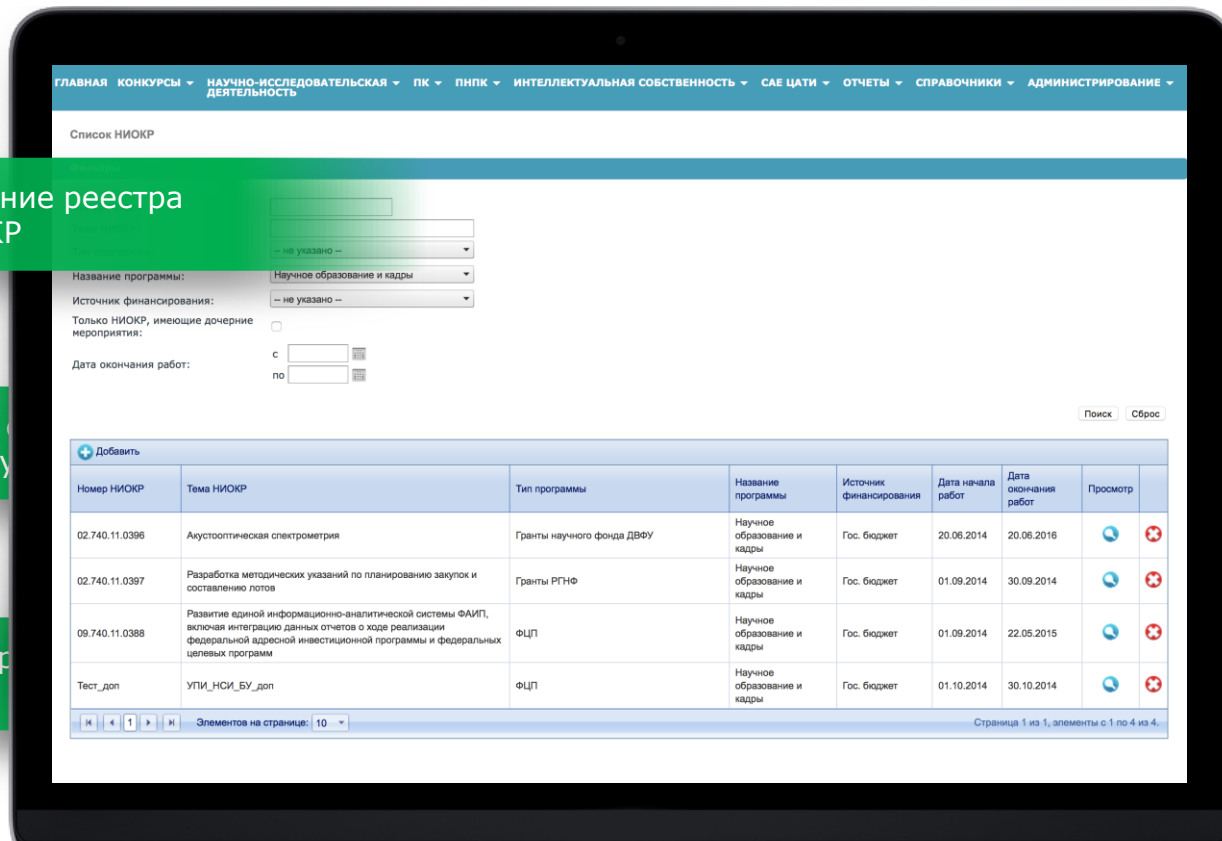 ГЛАВНАЯ КОНКУРСЫ НАУЧНО-ИССЛЕДОВАТЕЛЬСКАЯ ПК ПНПК ИНТЕЛЛЕКТУАЛЬНАЯ СОБСТВЕННОСТЬ САЕ ЦАТИ ОТЧЕТЫ СПРАВОЧНИКИ АДМИНИСТРИРОВАНИЕ
ДЕЯТЕЛЬНОСТЬ
Список НИОКР
ние реестра
КР
-- не указано --
Название программы: Научное образование и кадры
Источник финансирования: -- не указано --
Только НИОКР, имеющие дочерние
мероприятия:
Дата окончания работ:
с
по
Поиск Сброс
Добавить
Номер НИОКР Тема НИОКР Тип программы Название программы Источник финансирования Дата начала работ Дата окончания работ Просмотр
02.740.11.0396 Акустооптическая спектрометрия Гранты научного фонда ДВФУ Научное образование и кадры Гос. бюджет 20.06.2014 20.06.2016
02.740.11.0397 Разработка методических указаний по планированию закупок и составлению лотов Гранты РГНФ Научное образование и кадры Гос. бюджет 01.09.2014 30.09.2014
09.740.11.0388 Развитие единой информационно-аналитической системы ФАИП, включая интеграцию данных отчетов о ходе реализации федеральной адресной инвестиционной программы и федеральных целевых программ ФЦП Научное образование и кадры Гос. бюджет 01.09.2014 22.05.2015
Тест_доп УПИ_НСИ_БУ_доп ФЦП Научное образование и кадры Гос. бюджет 01.10.2014 30.10.2014
1 Элементов на странице: 10 Страница 1 из 1, элементы с 1 по 4 из 4.